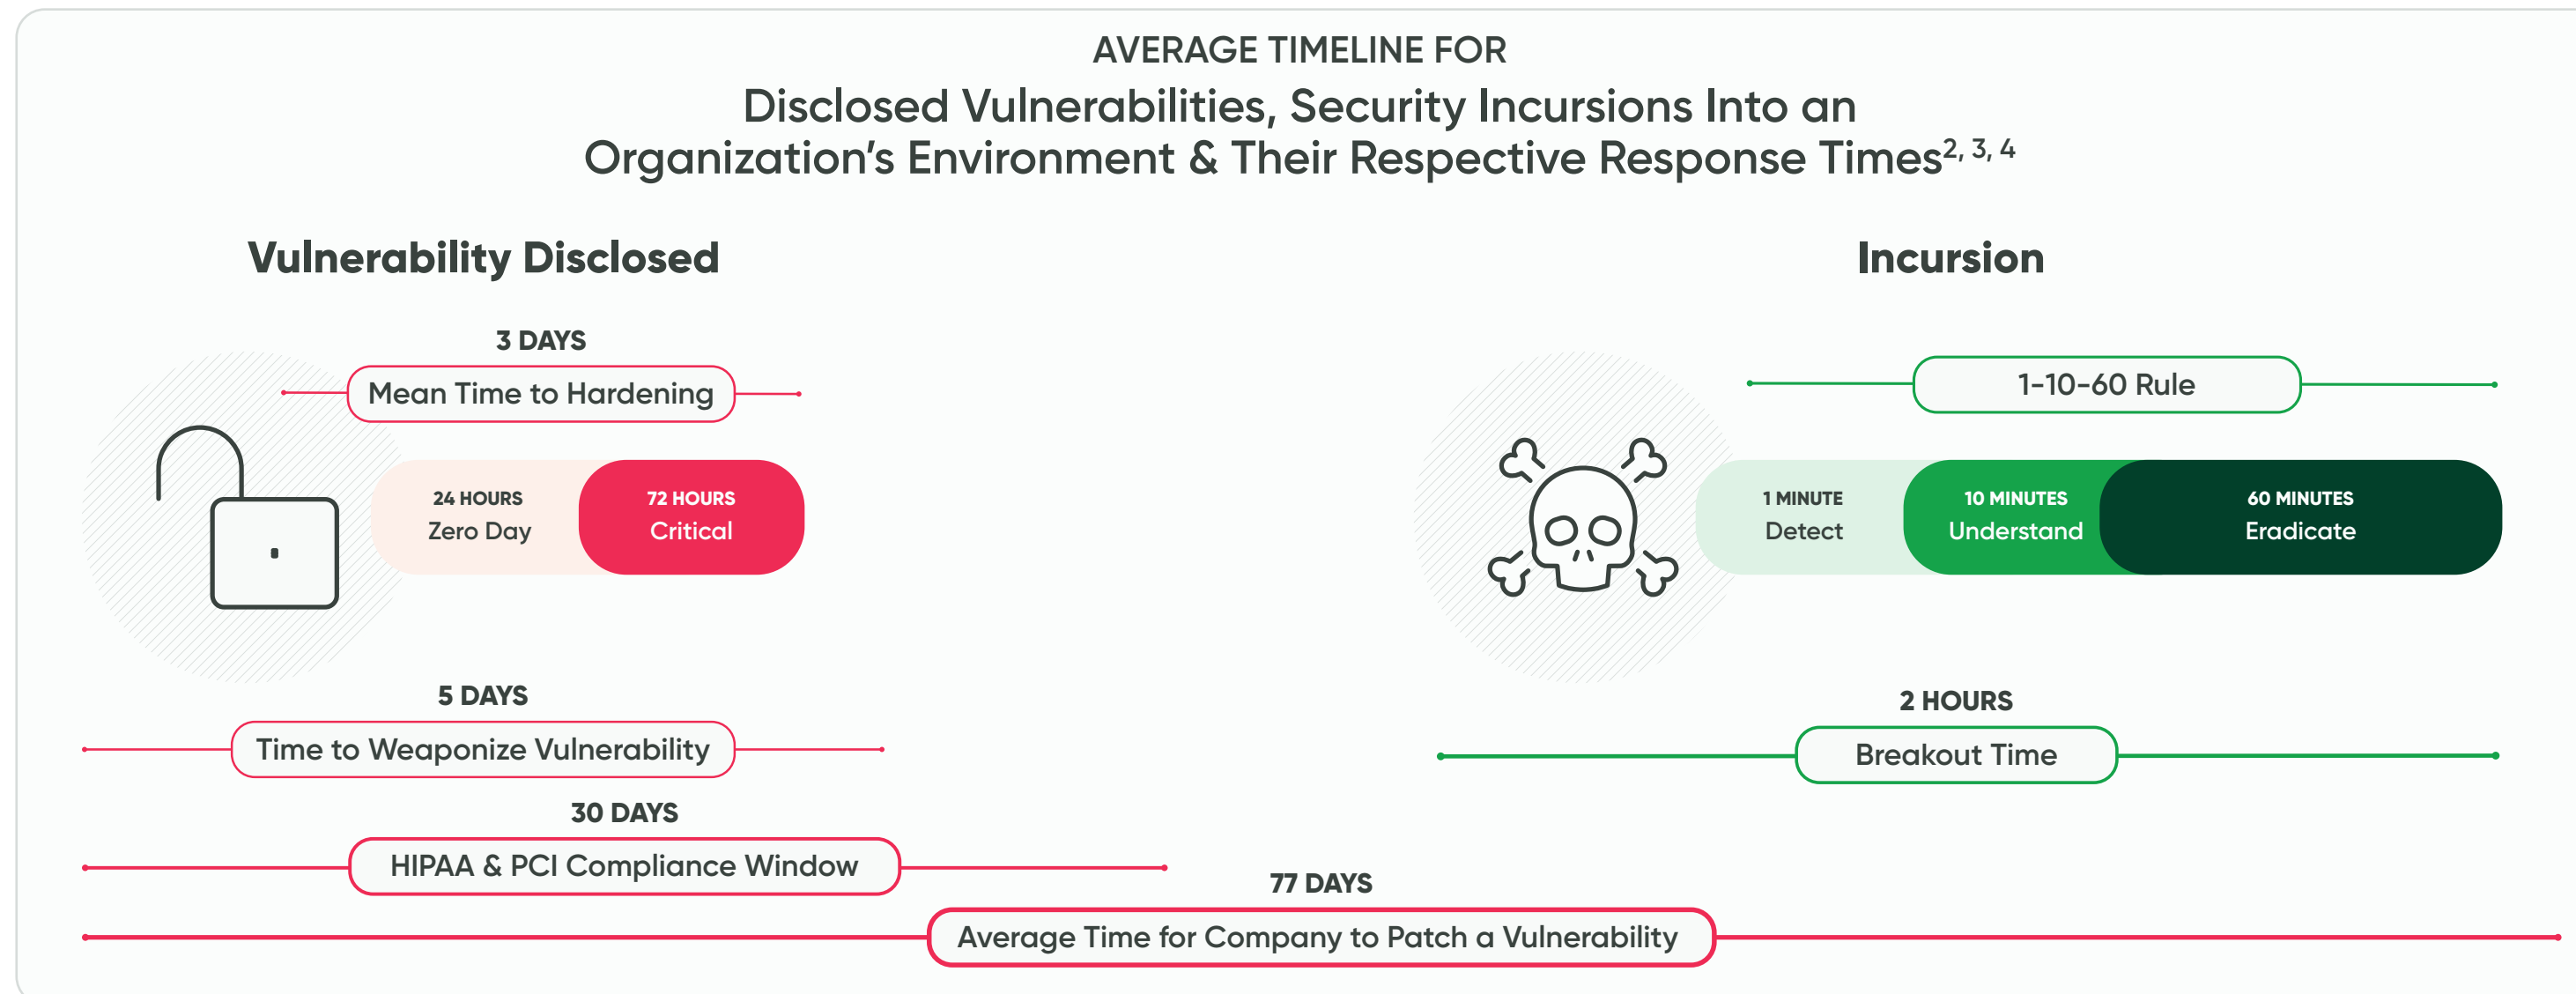 AVERAGE TIMELINE FOR
Disclosed Vulnerabilities, Security Incursions Into an
Organization’s Environment & Their Respective Response Times2, 3, 4
Vulnerability Disclosed
3 DAYS
Mean Time to Hardening
24 HOURS
Zero Day
72 HOURS
Critical
5 DAYS
Time to Weaponize Vulnerability
30 DAYS
HIPAA & PCI Compliance Window
77 DAYS
Average Time for Company to Patch a Vulnerability
Incursion
1-10-60 Rule
1 MINUTE
Detect
10 MINUTES
Understand
60 MINUTES
Eradicate
2 HOURS
Breakout Time